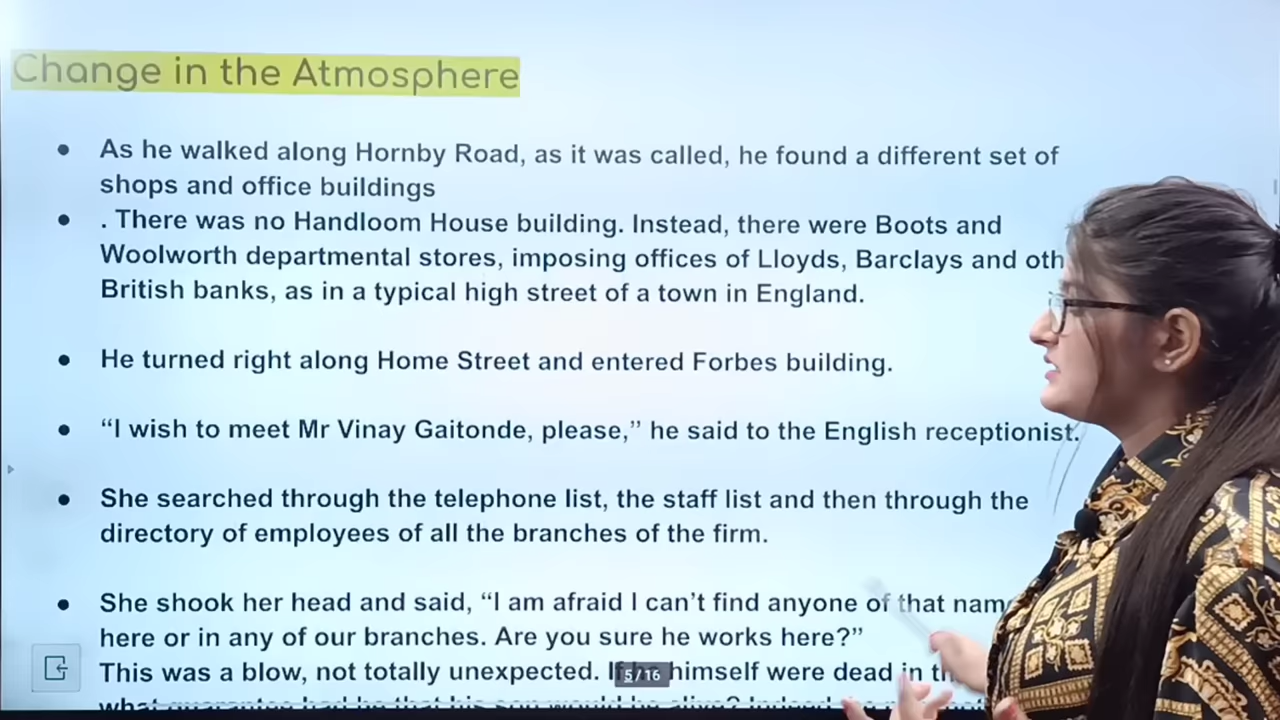 Change in the Atmosphere
• As he walked along Hornby Road, as it was called, he found a different set of
shops and office buildings
• . There was no Handloom House building. Instead, there were Boots and
Woolworth departmental stores, imposing offices of Lloyds, Barclays and oth
British banks, as in a typical high street of a town in England.
• He turned right along Home Street and entered Forbes building.
• “I wish to meet Mr Vinay Gaitonde, please,” he said to the English receptionist.
• She searched through the telephone list, the staff list and then through the
directory of employees of all the branches of the firm.
• She shook her head and said, “I am afraid I can’t find anyone of that nam
here or in any of our branches. Are you sure he works here?”
This was a blow, not totally unexpected. If he himself were dead in th
5/16